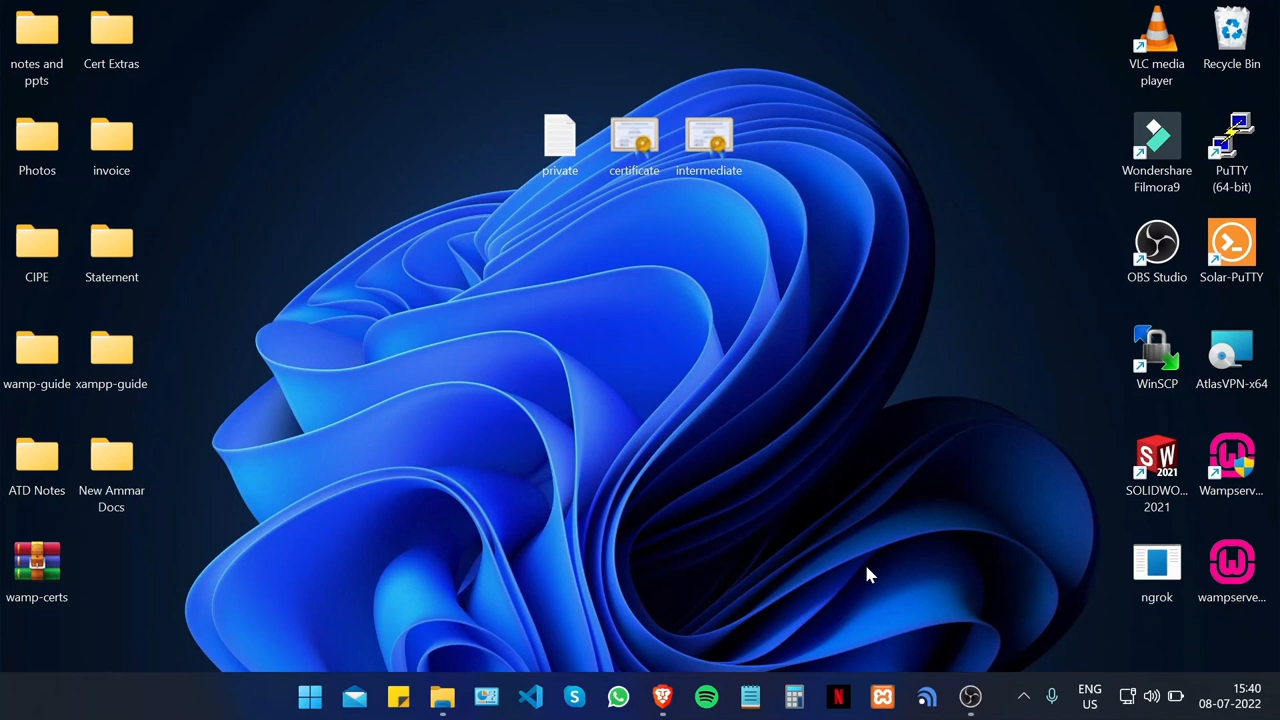 notes and
ppts
Cert Extras
Photos
invoice
CIPE
Statement
wamp-guide
xampp-guide
ATD Notes
New Ammar
Docs
wamp-certs
private
certificate
intermediate
VLC media
player
Recycle Bin
Wondershare
Filmora9
PuTTY
(64-bit)
OBS Studio
Solar-PuTTY
WinSCP
AtlasVPN-x64
SW
2021
SOLIDWO...
2021
Wampserv...
ngrok
wampserve...
ENG
US
15:40
08-07-2022